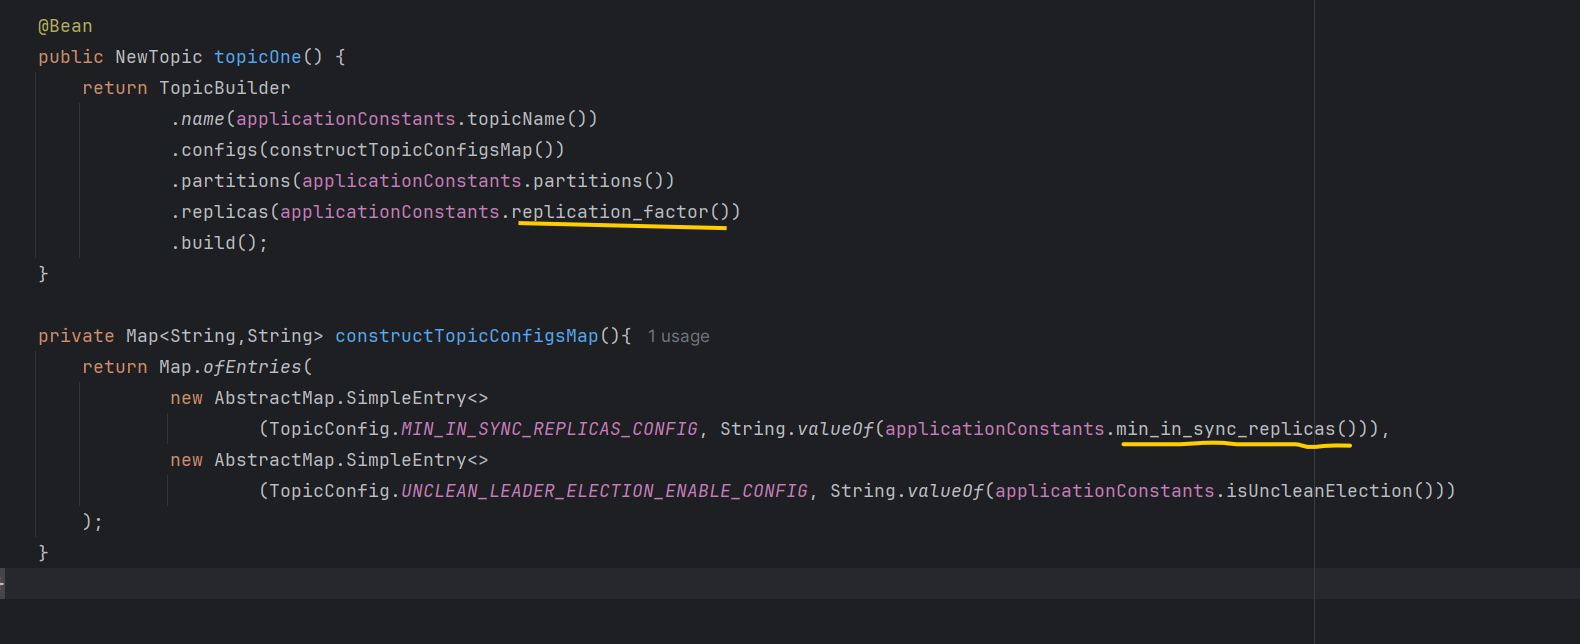 @Bean
public NewTopic topicOne() {
return TopicBuilder
.name(applicationConstants.topicName())
.configs(constructTopicConfigsMap())
.partitions(applicationConstants.partitions())
.replicas(applicationConstants.replication_factor())
.build();
}
private Map<String,String> constructTopicConfigsMap(){ 1 usage
return Map.ofEntries(
new AbstractMap.SimpleEntry<>
(TopicConfig.MIN_IN_SYNC_REPLICAS_CONFIG, String.valueOf(applicationConstants.min_in_sync_replicas())),
new AbstractMap.SimpleEntry<>
(TopicConfig.UNCLEAN_LEADER_ELECTION_ENABLE_CONFIG, String.valueOf(applicationConstants.isUncleanElection()))
);
}